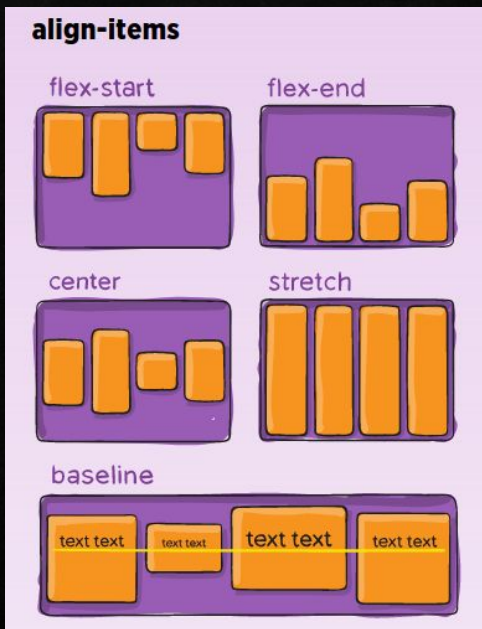 align-items
flex-start flex-end
center stretch
baseline
text text text text text text text text